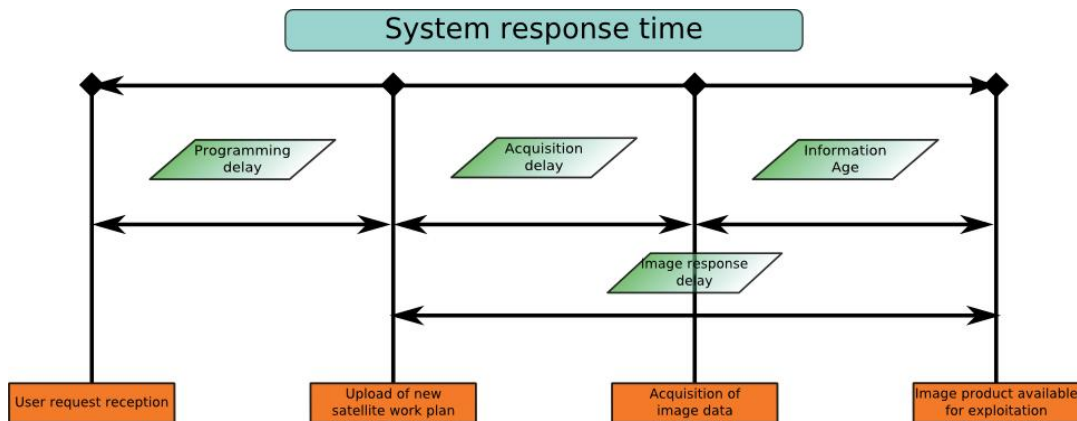 System response time
Programming
delay
Acquisition
delay
Information
Age
Image response
delay
User request reception
Upload of new
satellite work plan
Acquisition of
image data
Image product available
for exploitation